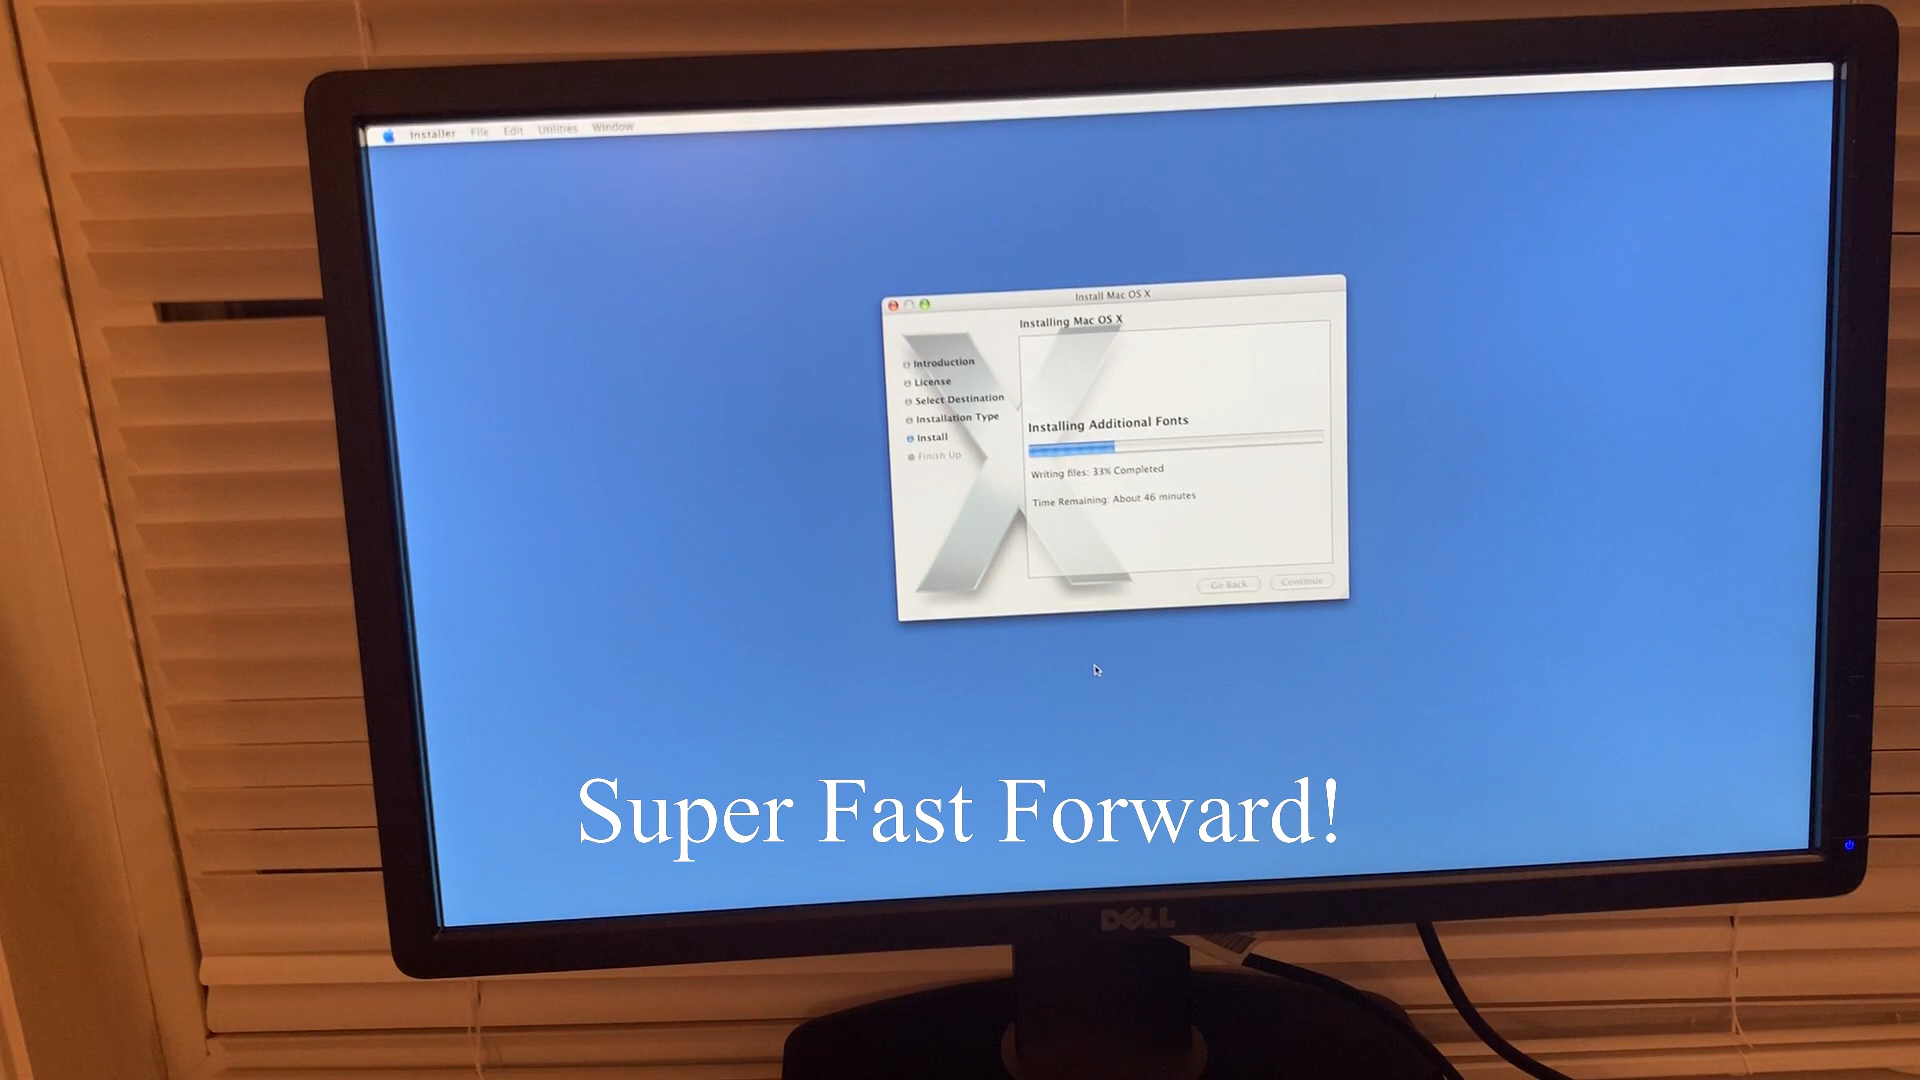 Installer File Edit Utilities Window
Install Mac OS X
Installing Mac OS X
Introduction
License
Select Destination
Installation Type
Install
Finish Up
Installing Additional Fonts
Writing files: 33% Completed
Time Remaining: About 46 minutes
Go Back Continue
Super Fast Forward!
DELL